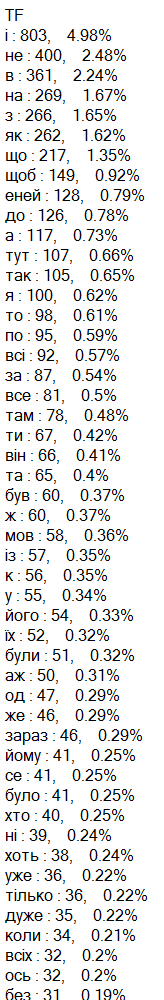 TF
і : 803,    4.98%
не : 400,    2.48%
в : 361,    2.24%
на : 269,    1.67%
з : 266,    1.65%
як : 262,    1.62%
що : 217,    1.35%
щоб : 149,    0.92%
еней : 128,    0.79%
до : 126,    0.78%
а : 117,    0.73%
тут : 107,    0.66%
так : 105,    0.65%
я : 100,    0.62%
то : 98,    0.61%
по : 95,    0.59%
всі : 92,    0.57%
за : 87,    0.54%
все : 81,    0.5%
там : 78,    0.48%
ти : 67,    0.42%
він : 66,    0.41%
та : 65,    0.4%
був : 60,    0.37%
ж : 60,    0.37%
мов : 58,    0.36%
із : 57,    0.35%
к : 56,    0.35%
у : 55,    0.34%
його : 54,    0.33%
їх : 52,    0.32%
були : 51,    0.32%
аж : 50,    0.31%
од : 47,    0.29%
же : 46,    0.29%
зараз : 46,    0.29%
йому : 41,    0.25%
се : 41,    0.25%
було : 41,    0.25%
хто : 40,    0.25%
ні : 39,    0.24%
хоть : 38,    0.24%
уже : 36,    0.22%
тілько : 36,    0.22%
дуже : 35,    0.22%
коли : 34,    0.21%
всіх : 32,    0.2%
ось : 32,    0.2%
без : 31    0.19%